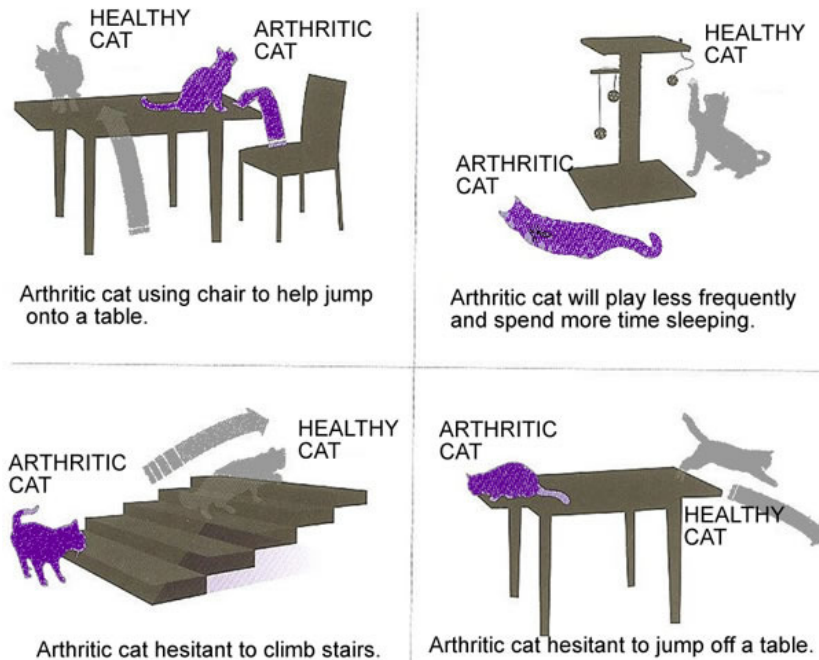 HEALTHY
CAT
ARTHRITIC
CAT
Arthritic cat using chair to help jump
onto a table.
HEALTHY
CAT
ARTHRITIC
CAT
Arthritic cat will play less frequently
and spend more time sleeping.
ARTHRITIC
CAT
HEALTHY
CAT
Arthritic cat hesitant to climb stairs.
ARTHRITIC
CAT
HEALTHY
CAT
Arthritic cat hesitant to jump off a table.